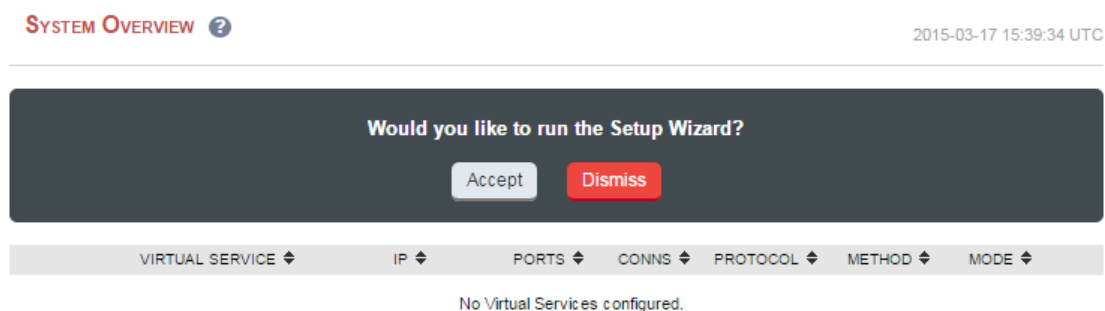 SYSTEM OVERVIEW ?
2015-03-17 15:39:34 UTC
Would you like to run the Setup Wizard?
Accept Dismiss
VIRTUAL SERVICE IP PORTS CONNS PROTOCOL METHOD MODE
No Virtual Services configured.